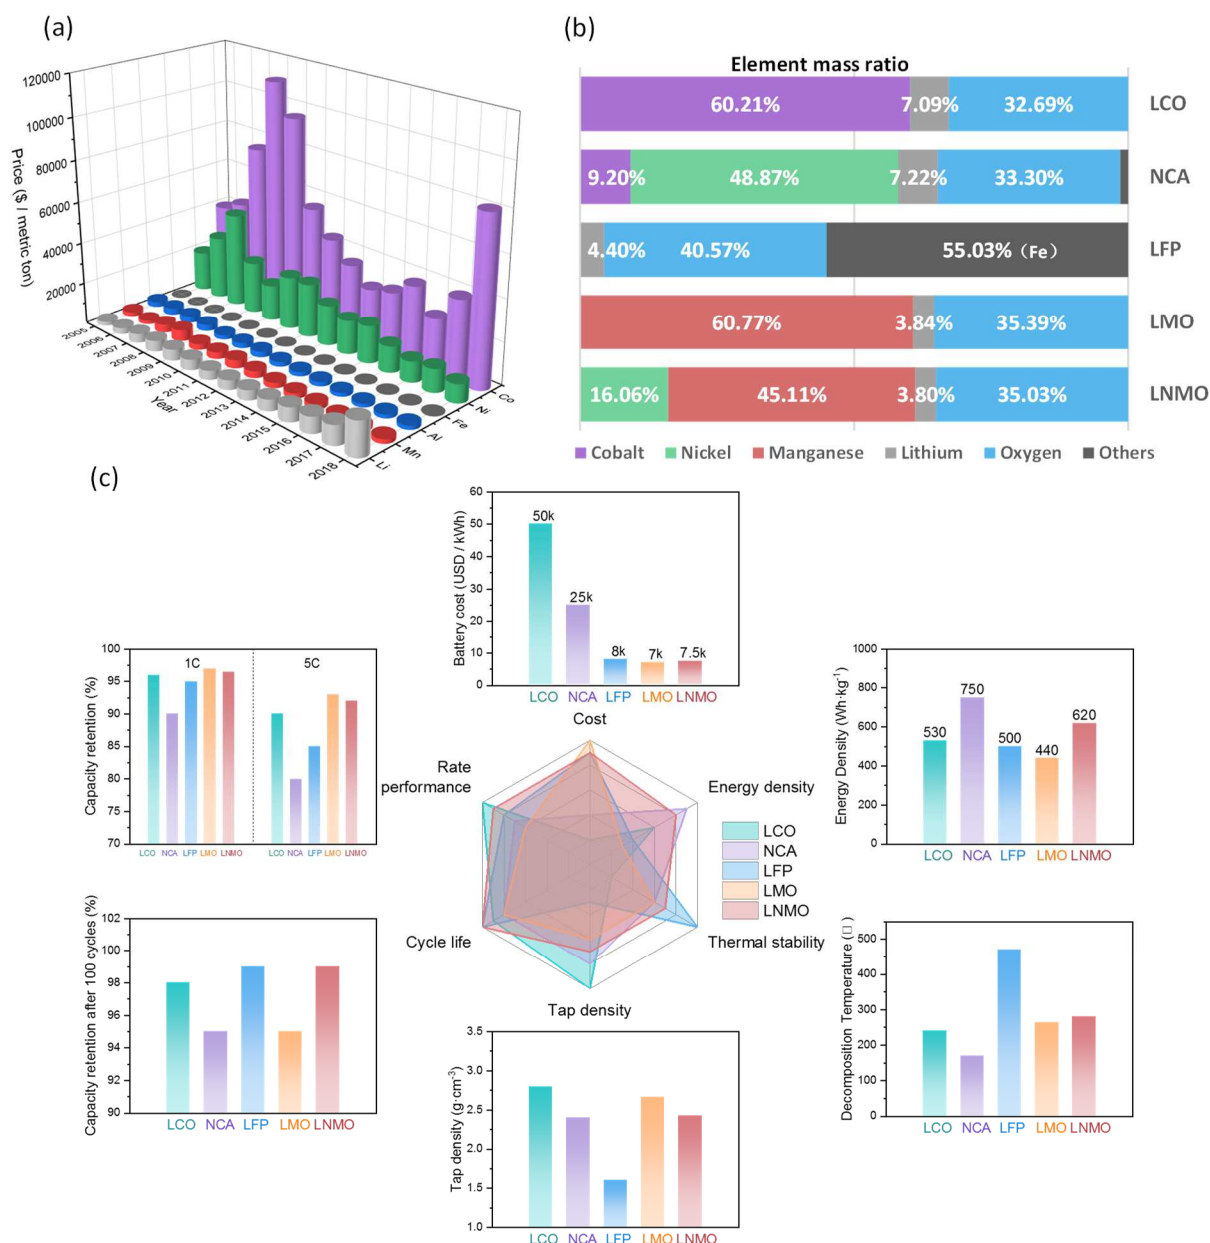 (a)
120000
100000
80000
60000
40000
20000
Price ($ / metric ton)
2005
2006
2007
2008
2009
2010
2011
2012
2013
2014
2015
2016
2017
2018
Year
Li
Mn
Al
Fe
Ni
Co
(b)
Element mass ratio
60.21% 7.09% 32.69% LCO
9.20% 48.87% 7.22% 33.30% NCA
4.40% 40.57% 55.03% (Fe) LFP
60.77% 3.84% 35.39% LMO
16.06% 45.11% 3.80% 35.03% LNMO
Cobalt Nickel Manganese Lithium Oxygen Others
(c)
Battery cost (USD / kWh)
60
50
40
30
20
10
0
50k
25k
8k
7k
7.5k
LCO NCA LFP LMO LNMO
Capacity retention (%)
100
95
90
85
80
75
70
1C
5C
LCO NCA LFP LMO LNMO
LCO NCA LFP LMO LNMO
Cost
Rate
performance
Energy density
Cycle life
Thermal stability
Tap density
LCO
NCA
LFP
LMO
LNMO
Energy Density (Wh·kg⁻¹)
1000
800
600
400
200
0
530
750
500
440
620
LCO NCA LFP LMO LNMO
Capacity retention after 100 cycles (%)
102
100
98
96
94
92
90
LCO NCA LFP LMO LNMO
Tap density (g·cm⁻³)
3.5
3.0
2.5
2.0
1.5
1.0
LCO NCA LFP LMO LNMO
Decomposition Temperature (□)
500
400
300
200
100
0
LCO NCA LFP LMO LNMO